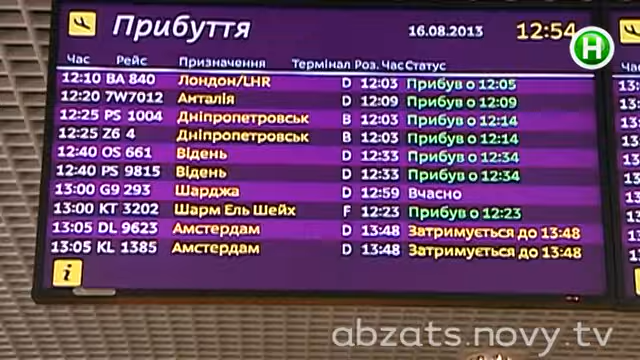 Прибуття 16.08.2013 12:54
Час Рейс Призначення Термінал Роз. Час Статус
12:10 BA 840 Лондон/LHR D 12:03 Прибув о 12:05
12:20 7W7012 Анталія D 12:09 Прибув о 12:09
12:25 PS 1004 Дніпропетровськ B 12:03 Прибув о 12:14
12:25 Z6 4 Дніпропетровськ B 12:03 Прибув о 12:14
12:40 OS 661 Відень D 12:33 Прибув о 12:34
12:40 PS 9815 Відень D 12:33 Прибув о 12:34
13:00 G9 293 Шарджа D 12:59 Вчасно
13:00 KT 3202 Шарм Ель Шейх F 12:23 Прибув о 12:23
13:05 DL 9623 Амстердам D 13:48 Затримується до 13:48
13:05 KL 1385 Амстердам D 13:48 Затримується до 13:48
i
H
abzats.novy.tv